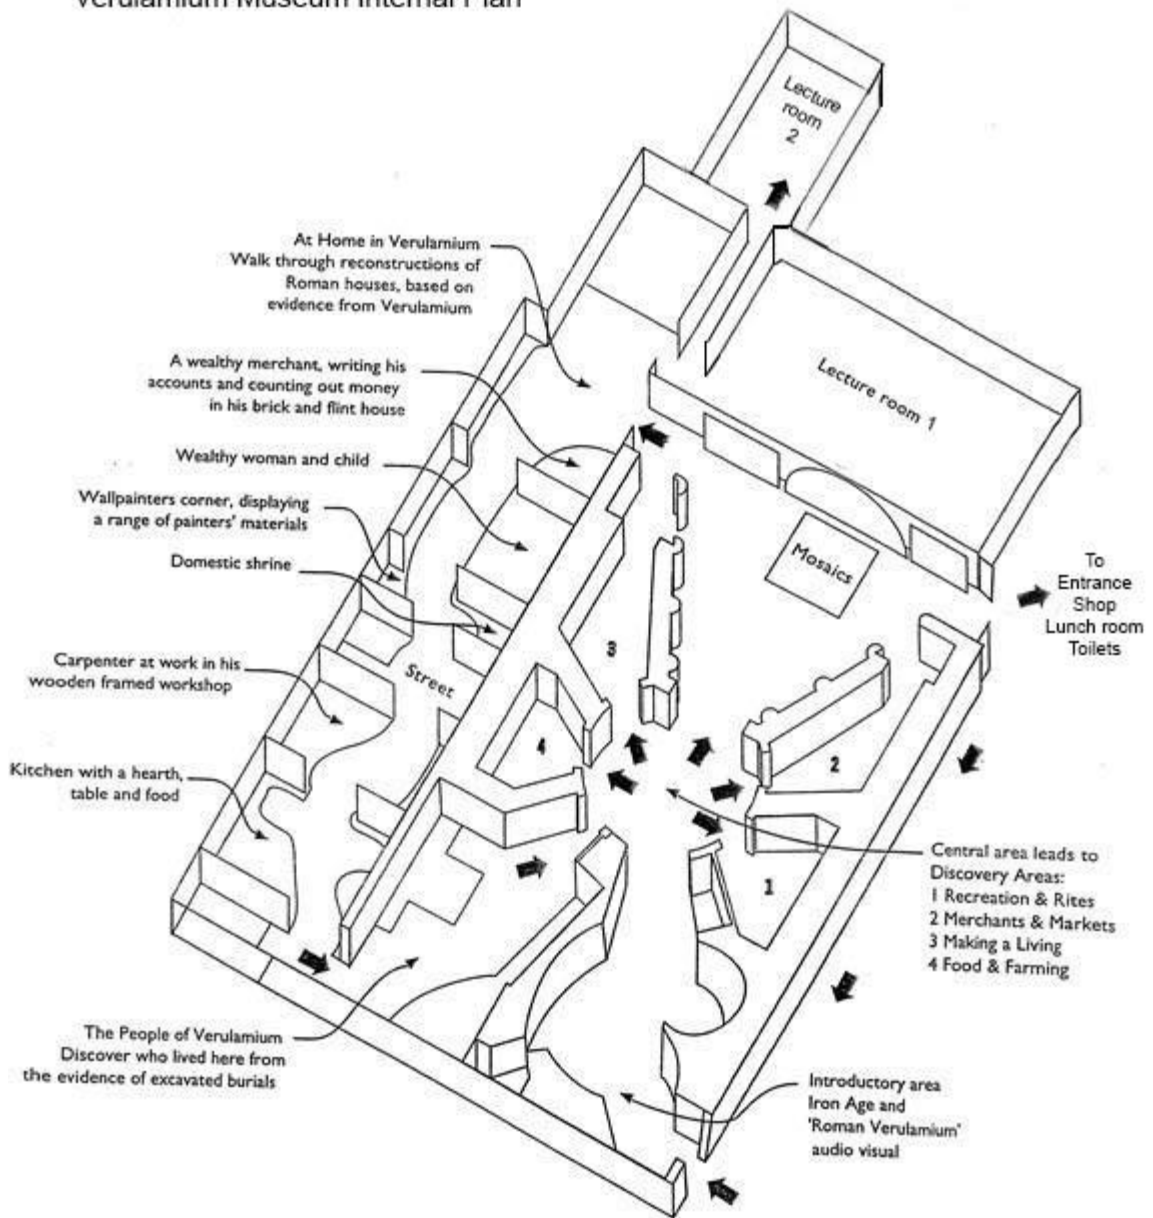 Verulamium Museum Internal Plan
Lecture
room
2
At Home in Verulamium
Walk through reconstructions of
Roman houses, based on
evidence from Verulamium
A wealthy merchant, writing his
accounts and counting out money
in his brick and flint house
Lecture room 1
Wealthy woman and child
Wallpainters corner, displaying
a range of painters' materials
Domestic shrine
Mosaics
To
Entrance
Shop
Lunch room
Toilets
3
Carpenter at work in his
wooden framed workshop
Street
4
2
Kitchen with a hearth,
table and food
1
Central area leads to
Discovery Areas:
1 Recreation & Rites
2 Merchants & Markets
3 Making a Living
4 Food & Farming
The People of Verulamium
Discover who lived here from
the evidence of excavated burials
Introductory area
Iron Age and
'Roman Verulamium'
audio visual